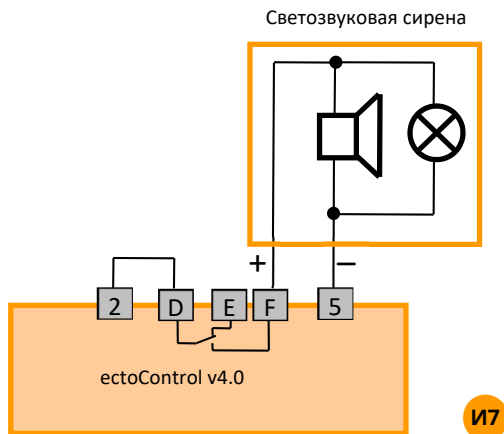 Светозвуковая сирена
+ –
2 D E F 5
ectoControl v4.0
И7